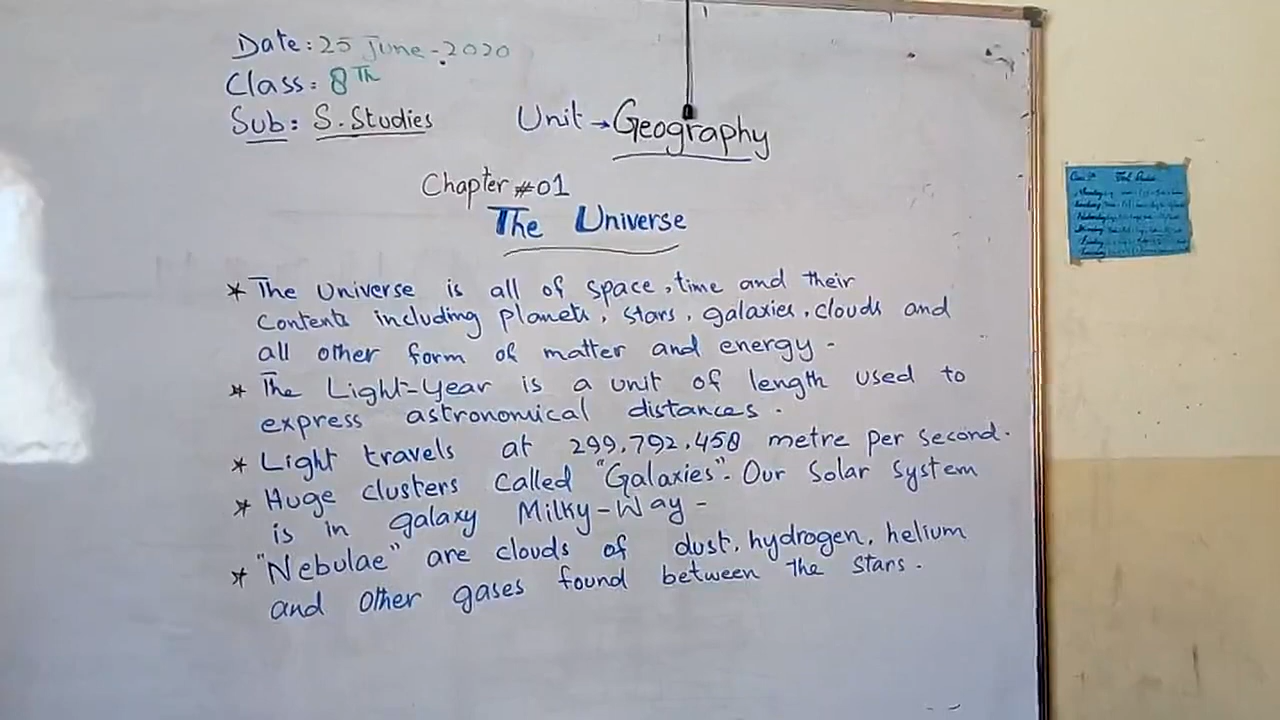 Date: 25 June-2020
Class: 8Th
Sub: S.Studies
Unit → Geography
Chapter #01
The Universe
* The Universe is all of space, time and their
contents including planets, stars, galaxies, clouds and
all other form of matter and energy-
* The Light-Year is a unit of length used to
express astronomical distances.
* Light travels at 299,792,458 metre per second.
* Huge clusters called "Galaxies". Our Solar System
is in galaxy Milky-Way-
* "Nebulae" are clouds of dust, hydrogen, helium
and other gases found between the stars.